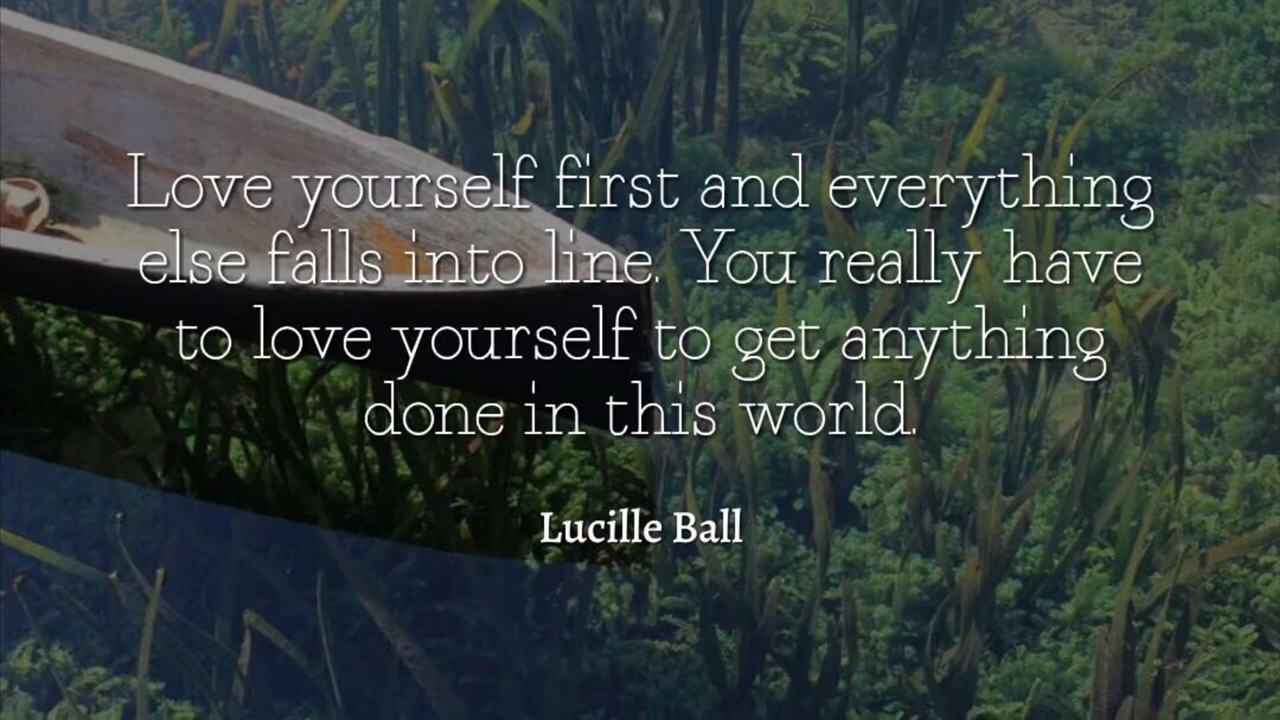 Love yourself first and everything
else falls into line. You really have
to love yourself to get anything
done in this world.
Lucille Ball